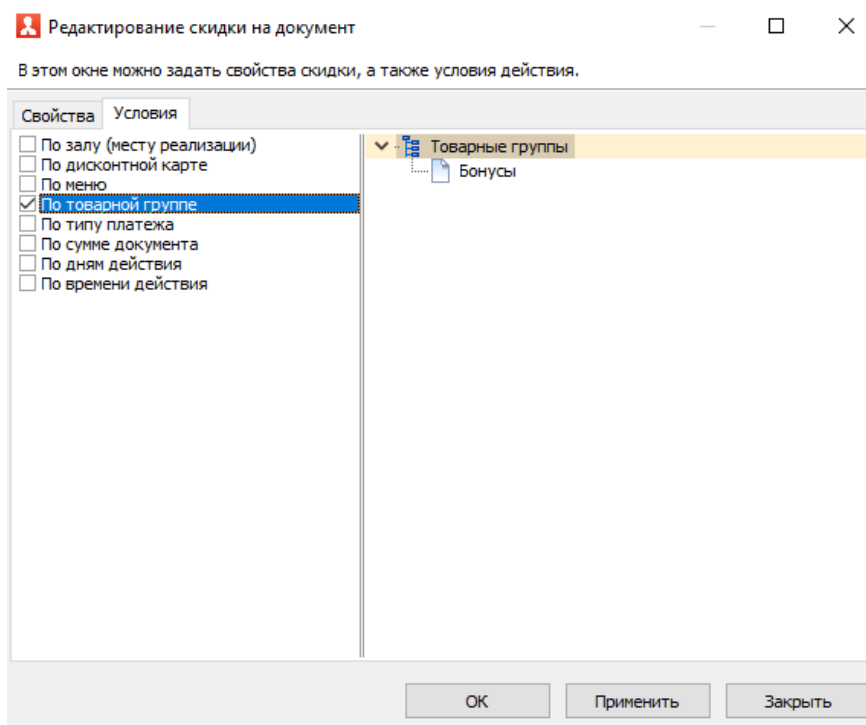 Редактирование скидки на документ
В этом окне можно задать свойства скидки, а также условия действия.
Свойства
Условия
По залу (месту реализации)
По дисконтной карте
По меню
По товарной группе
По типу платежа
По сумме документа
По дням действия
По времени действия
Товарные группы
Бонусы
ОК
Применить
Закрыть